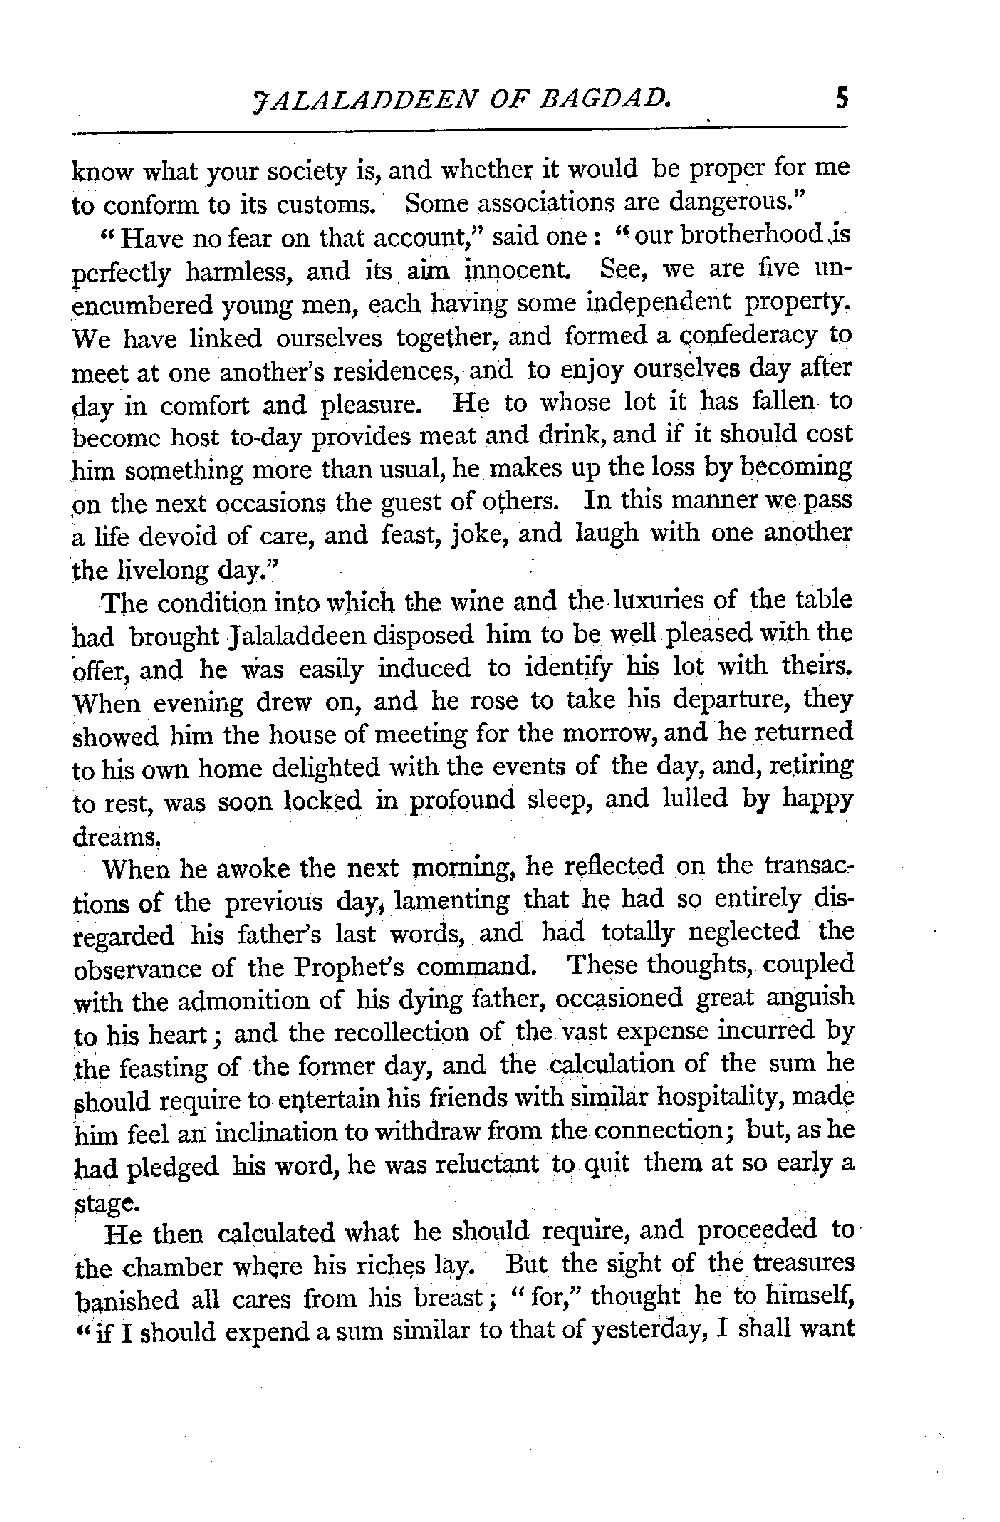 JALALADDEEN OF BAGDAD. 5
know what your society is, and whether it would be proper for me
to conform to its customs. Some associations are dangerous.”
“Have no fear on that account,” said one: “our brotherhood is
perfectly harmless, and its aim innocent. See, we are five un-
encumbered young men, each having some independent property.
We have linked ourselves together, and formed a confederacy to
meet at one another's residences, and to enjoy ourselves day after
day in comfort and pleasure. He to whose lot it has fallen to
become host to-day provides meat and drink, and if it should cost
him something more than usual, he makes up the loss by becoming
on the next occasions the guest of others. In this manner we pass
a life devoid of care, and feast, joke, and laugh with one another
the livelong day.”
The condition into which the wine and the luxuries of the table
had brought Jalaladdeen disposed him to be well pleased with the
offer, and he was easily induced to identify his lot with theirs.
When evening drew on, and he rose to take his departure, they
showed him the house of meeting for the morrow, and he returned
to his own home delighted with the events of the day, and, retiring
to rest, was soon locked in profound sleep, and lulled by happy
dreams.
When he awoke the next morning, he reflected on the transac-
tions of the previous day, lamenting that he had so entirely dis-
regarded his father's last words, and had totally neglected the
observance of the Prophet's command. These thoughts, coupled
with the admonition of his dying father, occasioned great anguish
to his heart; and the recollection of the vast expense incurred by
the feasting of the former day, and the calculation of the sum he
should require to entertain his friends with similar hospitality, made
him feel an inclination to withdraw from the connection; but, as he
had pledged his word, he was reluctant to quit them at so early a
stage.
He then calculated what he should require, and proceeded to
the chamber where his riches lay. But the sight of the treasures
banished all cares from his breast; “for,” thought he to himself,
“if I should expend a sum similar to that of yesterday, I shall want